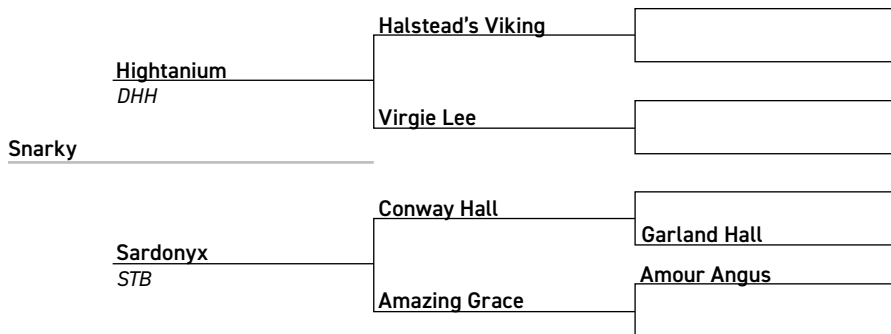 Halstead's Viking
Hightanium
DHH
Virgie Lee
Snarky
Conway Hall
Garland Hall
Sardonyx
STB
Amour Angus
Amazing Grace